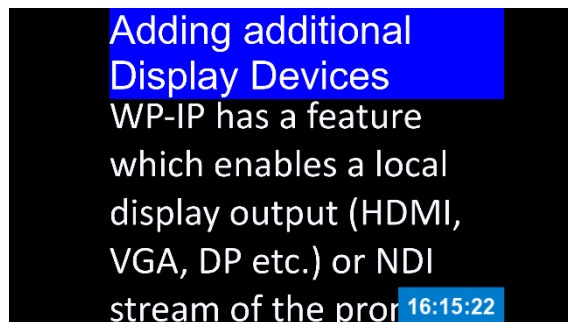 Adding additional
Display Devices
WP-IP has a feature
which enables a local
display output (HDMI,
VGA, DP etc.) or NDI
stream of the
16:15:22